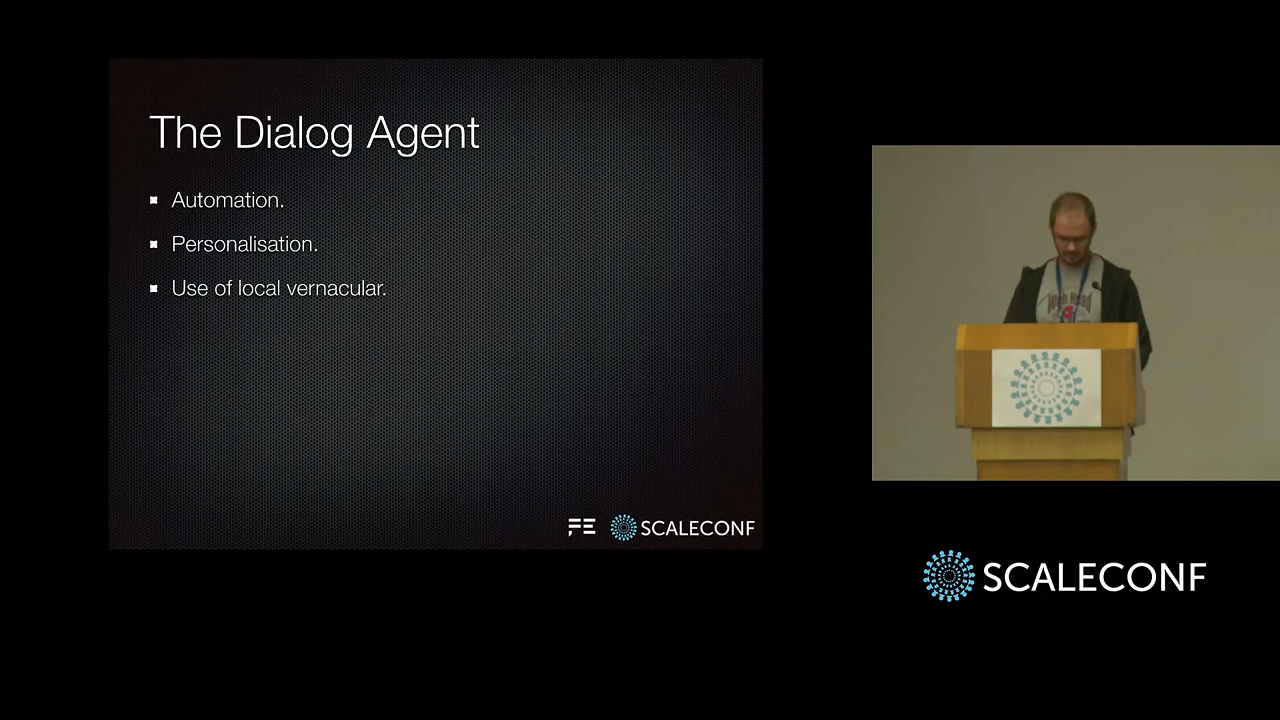 The Dialog Agent
Automation.
Personalisation.
Use of local vernacular.
FE SCALECONF
SCALECONF